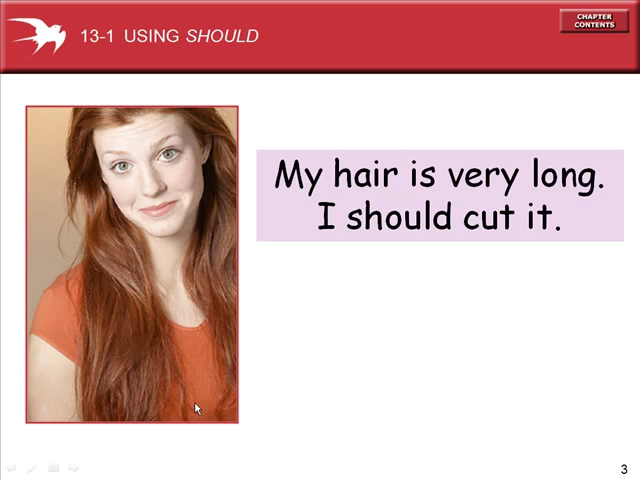 13-1 USING SHOULD
CHAPTER
CONTENTS
My hair is very long.
I should cut it.
3